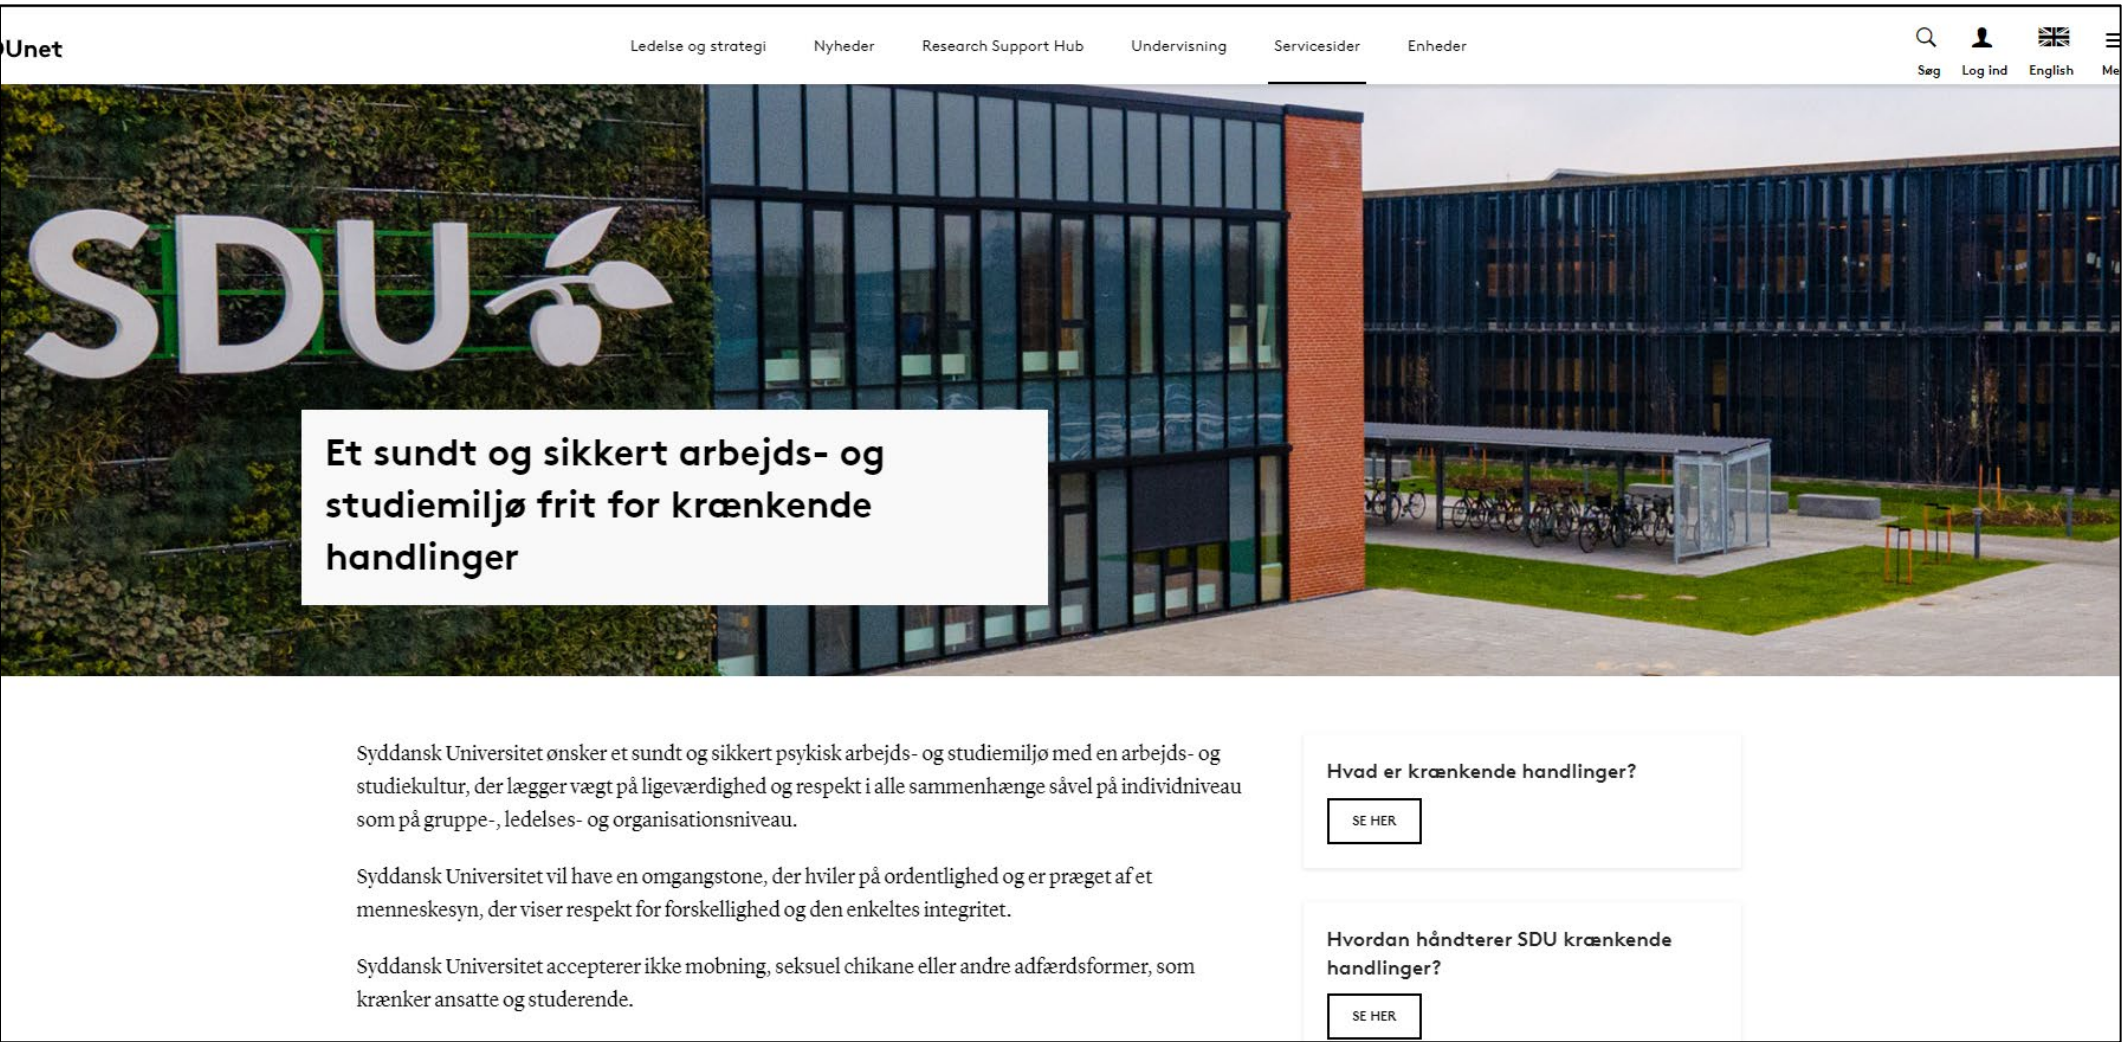 Unet
Ledelse og strategi
Nyheder
Research Support Hub
Undervisning
Servicesider
Enheder
Søg
Log ind
English
SDU
Et sundt og sikkert arbejds- og
studiemiljø frit for krænkende
handlinger
Syddansk Universitet ønsker et sundt og sikkert psykisk arbejds- og studiemiljø med en arbejds- og
studiekultur, der lægger vægt på ligeværdighed og respekt i alle sammenhænge såvel på individniveau
som på gruppe-, ledelses- og organisationsniveau.
Syddansk Universitet vil have en omgangstone, der hviler på ordentlighed og er præget af et
menneskesyn, der viser respekt for forskellighed og den enkeltes integritet.
Syddansk Universitet accepterer ikke mobning, seksuel chikane eller andre adfærdsformer, som
krænker ansatte og studerende.
Hvad er krænkende handlinger?
SE HER
Hvordan håndterer SDU krænkende
handlinger?
SE HER